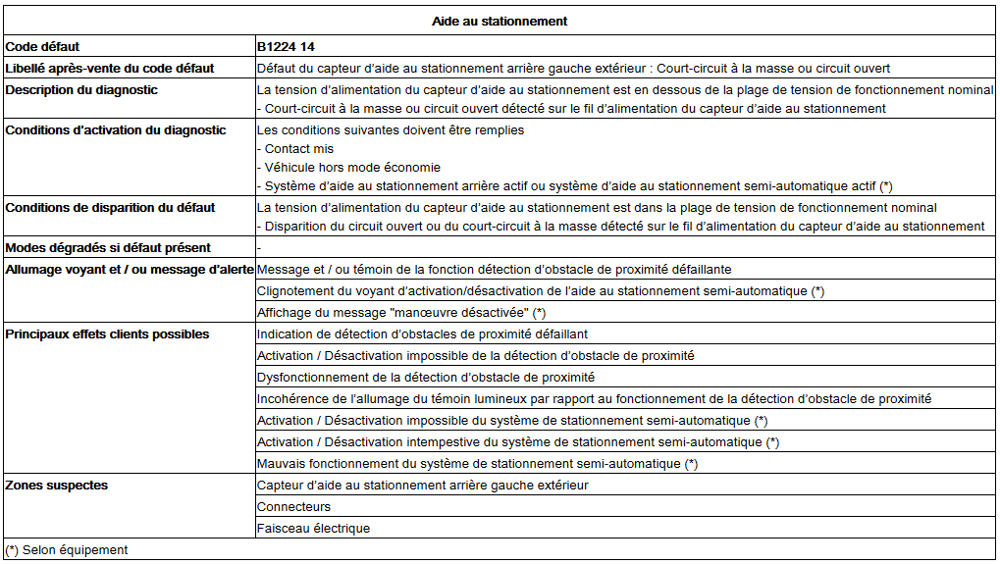 Aide au stationnement
Code défaut
B1224 14
Libellé après-vente du code défaut
Défaut du capteur d'aide au stationnement arrière gauche extérieur : Court-circuit à la masse ou circuit ouvert
Description du diagnostic
La tension d'alimentation du capteur d'aide au stationnement est en dessous de la plage de tension de fonctionnement nominal
- Court-circuit à la masse ou circuit ouvert détecté sur le fil d'alimentation du capteur d'aide au stationnement
Conditions d'activation du diagnostic
Les conditions suivantes doivent être remplies
- Contact mis
- Véhicule hors mode économie
- Système d'aide au stationnement arrière actif ou système d'aide au stationnement semi-automatique actif (*)
Conditions de disparition du défaut
La tension d'alimentation du capteur d'aide au stationnement est dans la plage de tension de fonctionnement nominal
- Disparition du circuit ouvert ou du court-circuit à la masse détecté sur le fil d'alimentation du capteur d'aide au stationnement
Modes dégradés si défaut présent
-
Allumage voyant et / ou message d'alerte
Message et / ou témoin de la fonction détection d'obstacle de proximité défaillante
Clignotement du voyant d'activation/désactivation de l'aide au stationnement semi-automatique (*)
Affichage du message "manœuvre désactivée" (*)
Principaux effets clients possibles
Indication de détection d'obstacles de proximité défaillant
Activation / Désactivation impossible de la détection d'obstacle de proximité
Dysfonctionnement de la détection d'obstacle de proximité
Incohérence de l'allumage du témoin lumineux par rapport au fonctionnement de la détection d'obstacle de proximité
Activation / Désactivation impossible du système de stationnement semi-automatique (*)
Activation / Désactivation intempestive du système de stationnement semi-automatique (*)
Mauvais fonctionnement du système de stationnement semi-automatique (*)
Zones suspectes
Capteur d'aide au stationnement arrière gauche extérieur
Connecteurs
Faisceau électrique
(*) Selon équipement